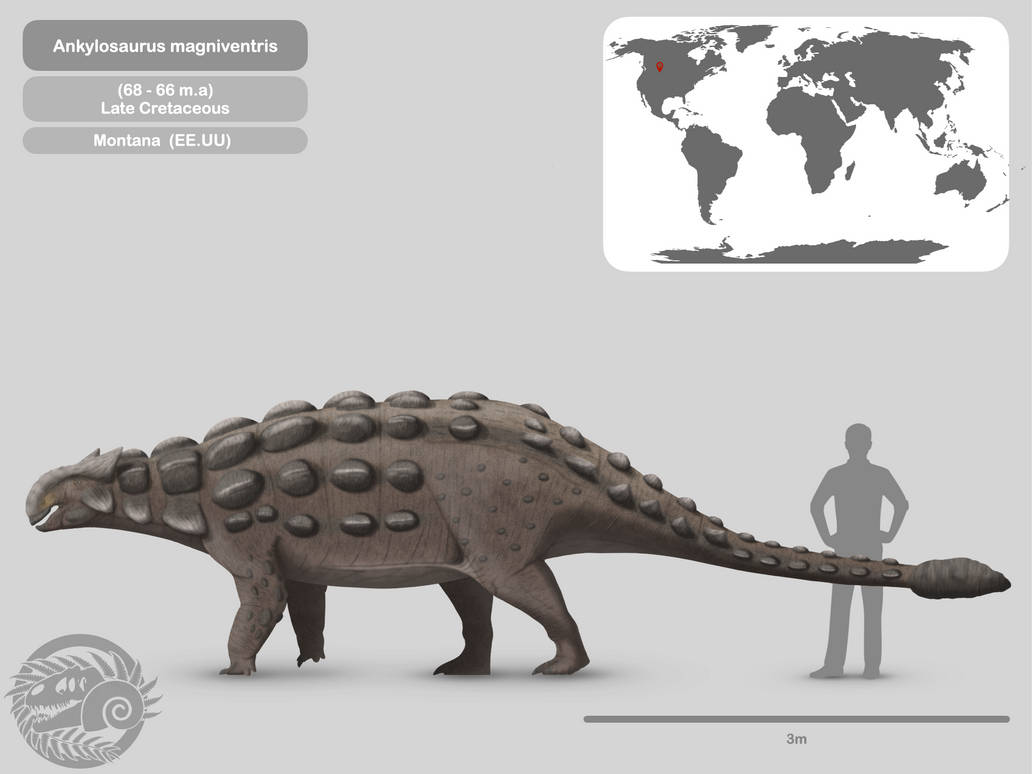 Ankylosaurus magniventris
(68 - 66 m.a)
Late Cretaceous
Montana (EE.UU)
3m